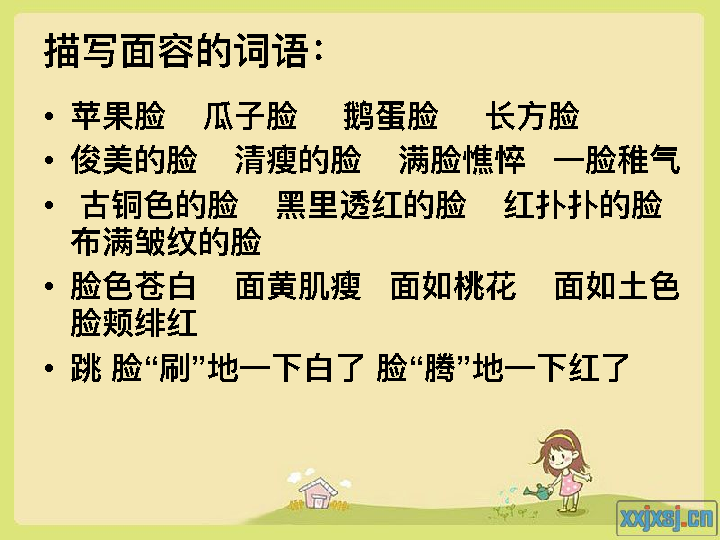 描写面容的词语：
• 苹果脸 瓜子脸 鹅蛋脸 长方脸
• 俊美的脸 清瘦的脸 满脸憔悴 一脸稚气
• 古铜色的脸 黑里透红的脸 红扑扑的脸
布满皱纹的脸
• 脸色苍白 面黄肌瘦 面如桃花 面如土色
脸颊绯红
• 跳 脸“刷”地一下白了 脸“腾”地一下红了
xxjxsj.cn